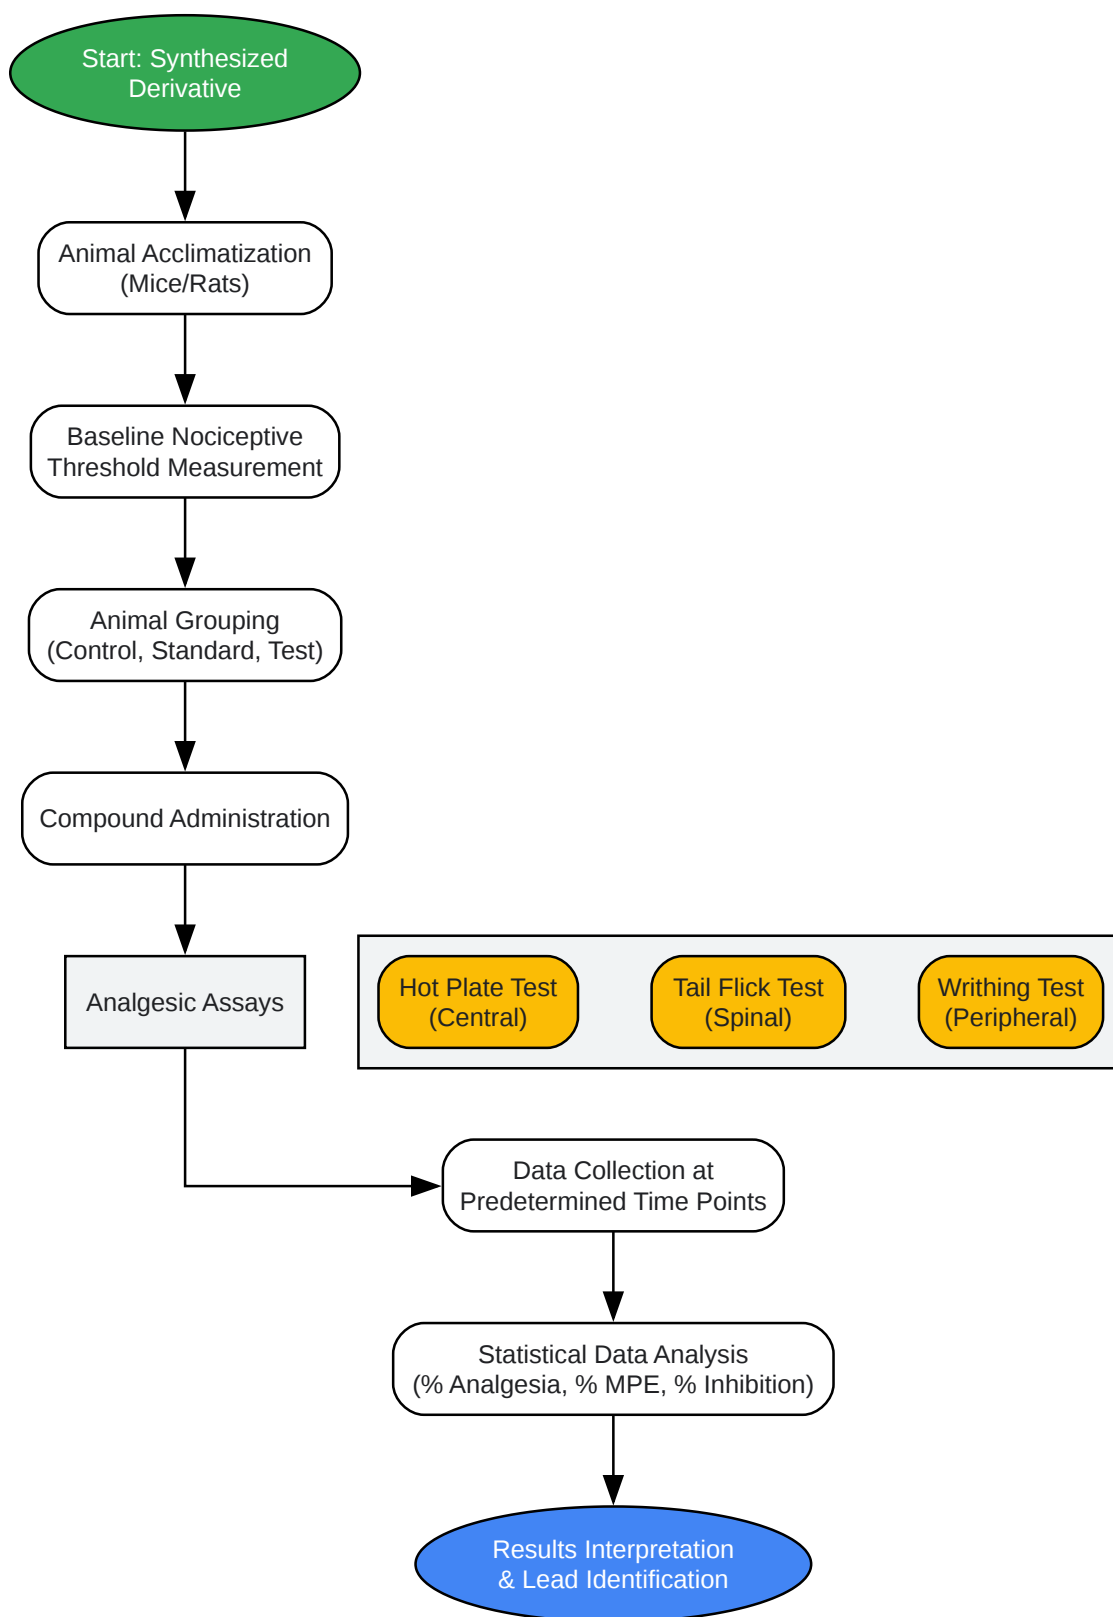 Start: Synthesized
Derivative
Animal Acclimatization
(Mice/Rats)
Baseline Nociceptive
Threshold Measurement
Animal Grouping
(Control, Standard, Test)
Compound Administration
Analgesic Assays
Hot Plate Test
(Central)
Tail Flick Test
(Spinal)
Writhing Test
(Peripheral)
Data Collection at
Predetermined Time Points
Statistical Data Analysis
(% Analgesia, % MPE, % Inhibition)
Results Interpretation
& Lead Identification